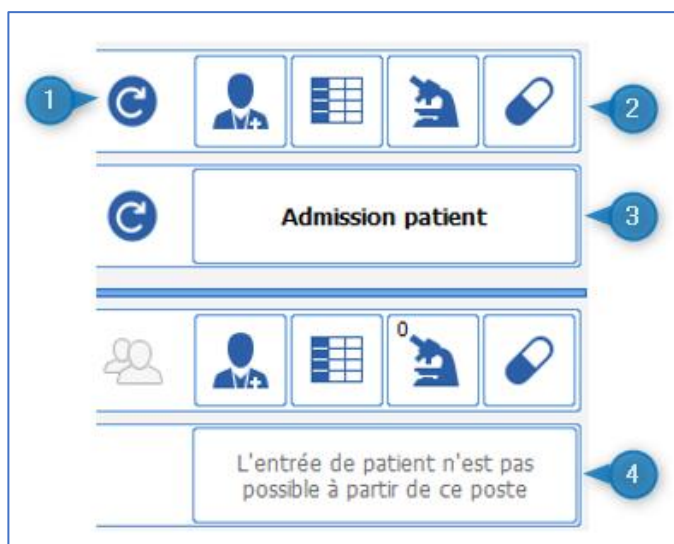 1
2
Admission patient
3
0
L'entrée de patient n'est pas
possible à partir de ce poste
4